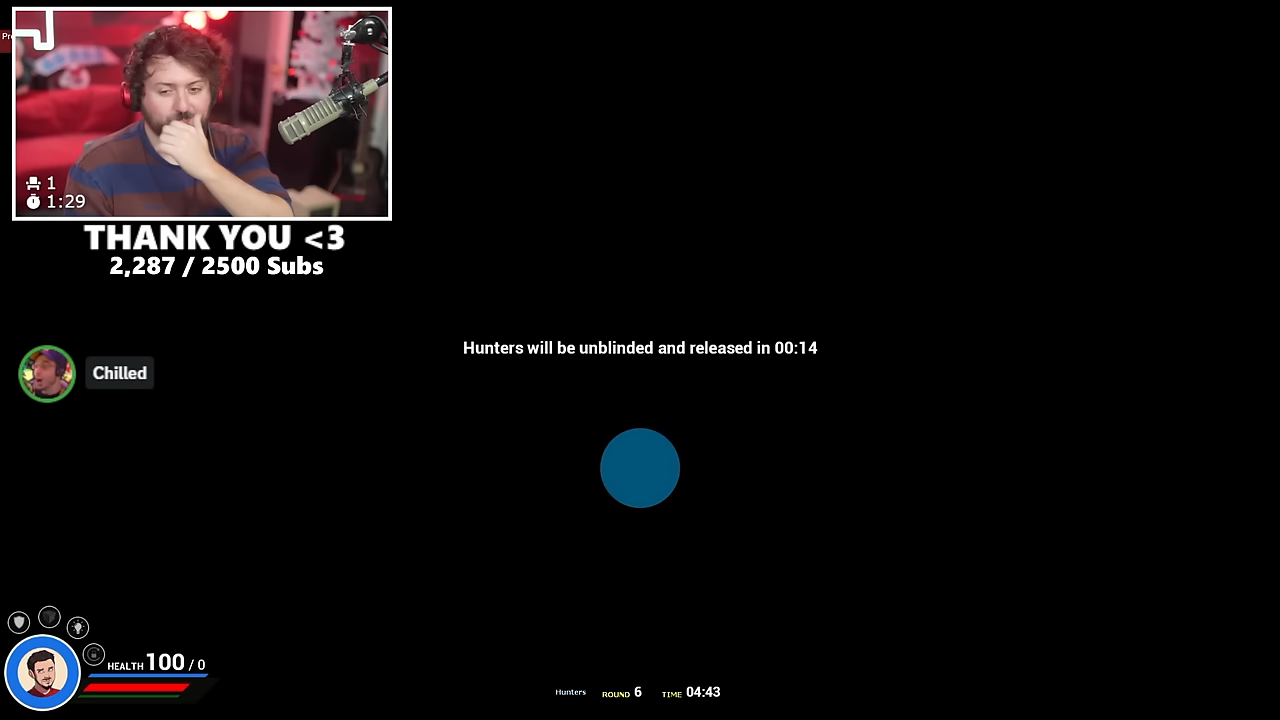 Pr
1
1:29
THANK YOU <3
2,287 / 2500 Subs
Hunters will be unblinded and released in 00:14
Chilled
HEALTH 100 / 0
Hunters ROUND 6 TIME 04:43